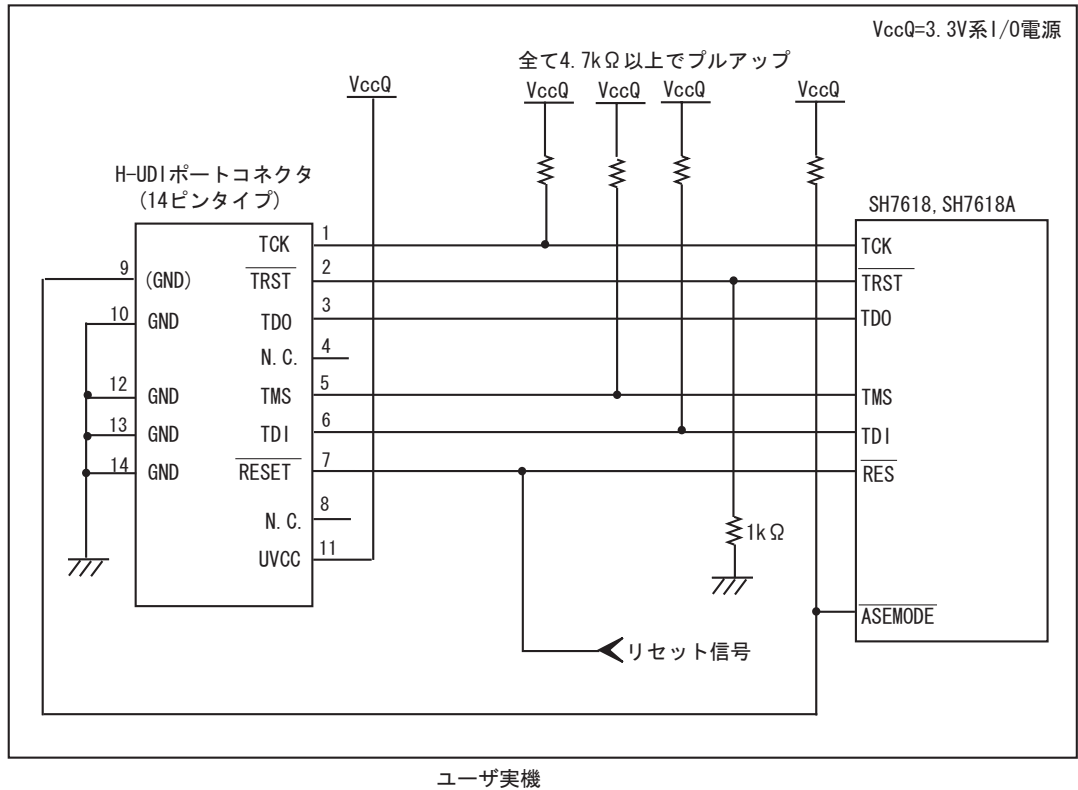 VccQ=3.3V系I/O電源
全て4.7kΩ以上でプルアップ
VccQ
VccQ
VccQ
VccQ
VccQ
H-UDIポートコネクタ
(14ピンタイプ)
SH7618,SH7618A
TCK
1
TCK
9
(GND)
TRST
2
TRST
10
GND
TDO
3
TDO
N.C.
4
12
GND
TMS
5
TMS
13
GND
TDI
6
TDI
14
GND
RESET
7
RES
N.C.
8
1kΩ
UVCC
11
ASEMODE
リセット信号
ユーザ実機